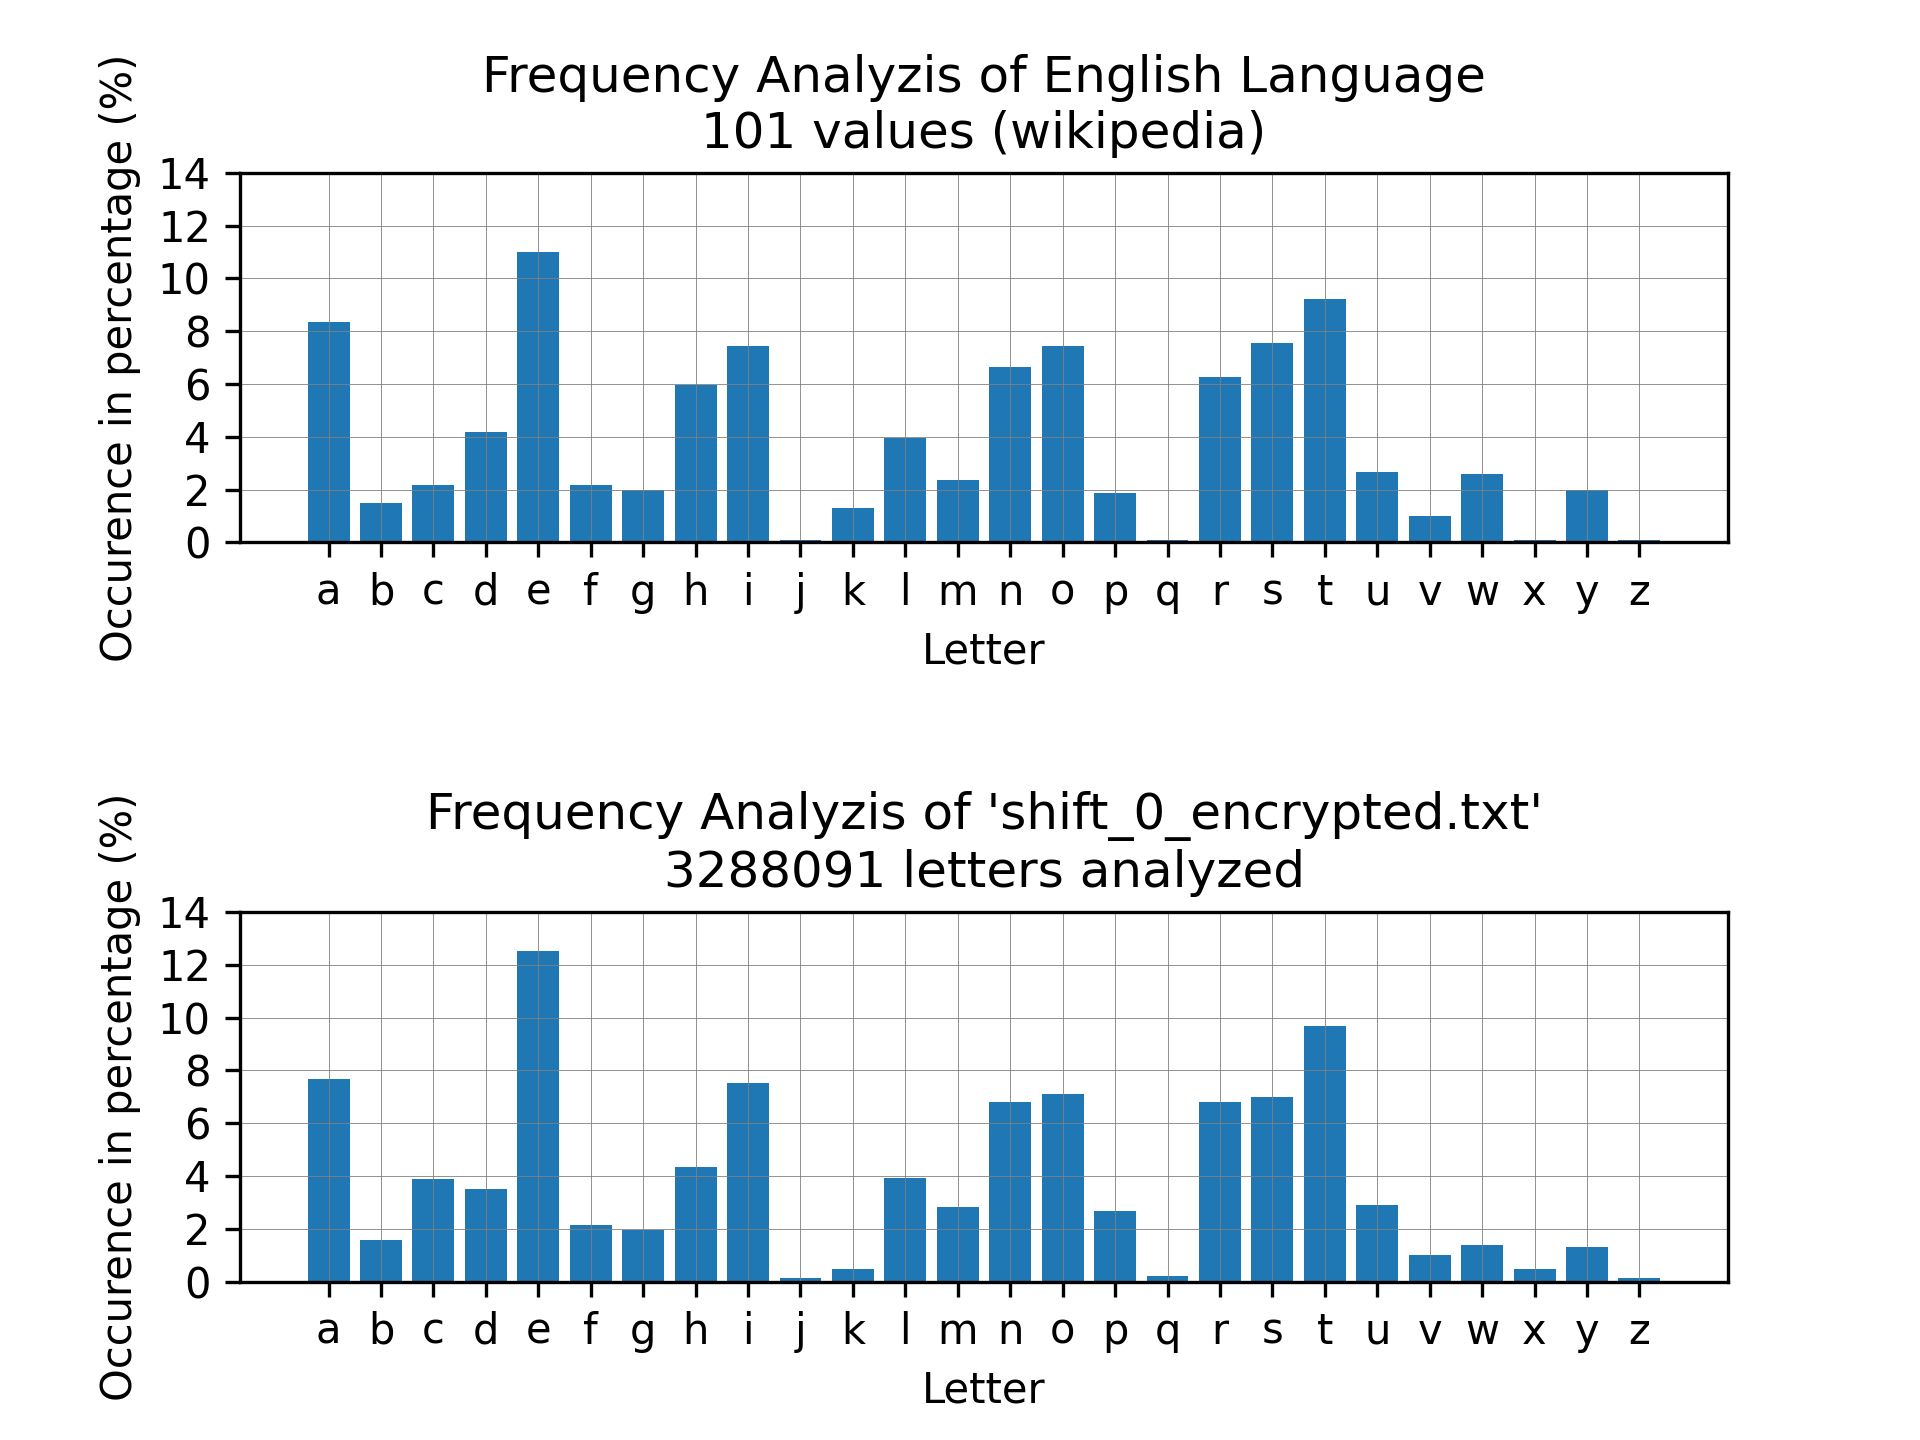 Frequency Analyzis of English Language
101 values (wikipedia)
Occurence in percentage (%)
14
12
10
8
6
4
2
0
a b c d e f g h i j k l m n o p q r s t u v w x y z
Letter
Frequency Analyzis of 'shift_0_encrypted.txt'
3288091 letters analyzed
Occurence in percentage (%)
14
12
10
8
6
4
2
0
a b c d e f g h i j k l m n o p q r s t u v w x y z
Letter